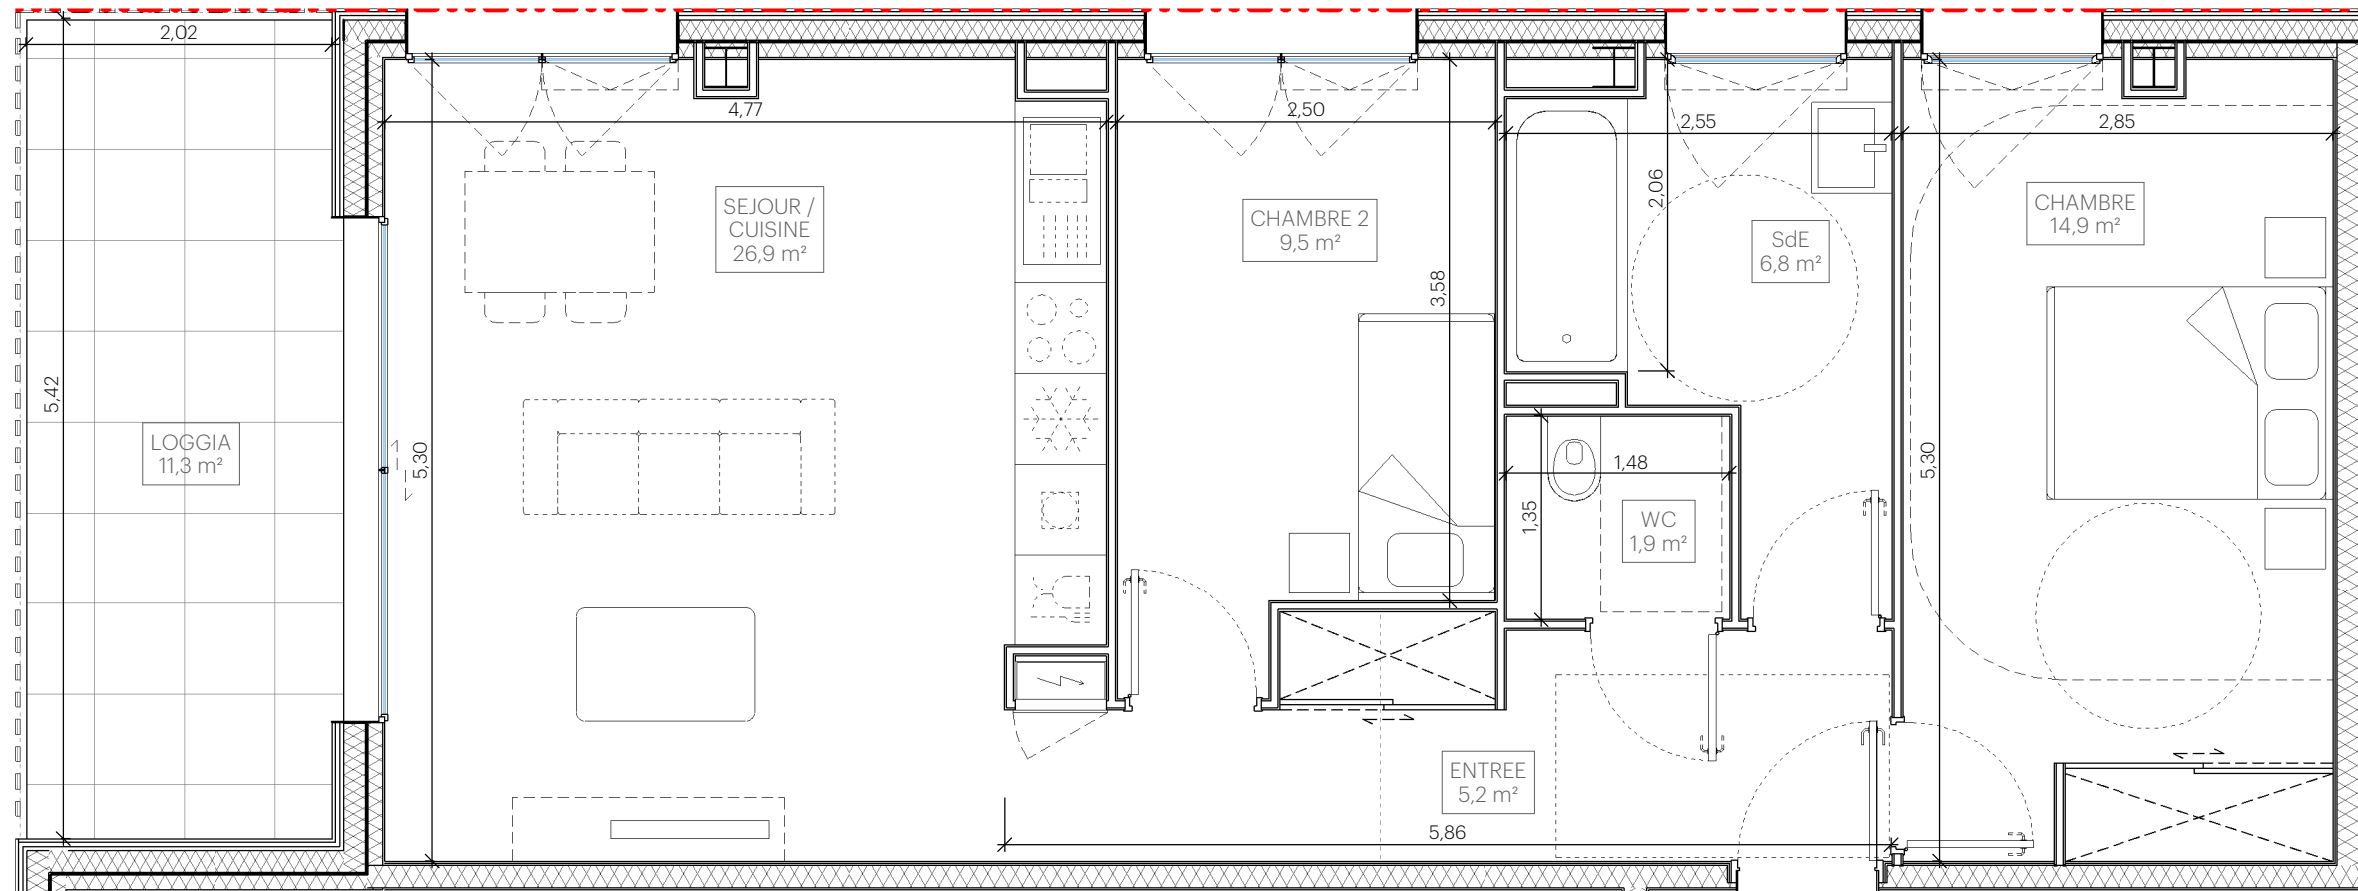 2,02
4,77
2,50
2,55
2,85
2,06
SEJOUR /
CUISINE
26,9 m²
CHAMBRE 2
9,5 m²
SdE
6,8 m²
CHAMBRE
14,9 m²
3,58
5,42
LOGGIA
11,3 m²
5,30
1,48
5,30
1,35
WC
1,9 m²
ENTREE
5,2 m²
5,86